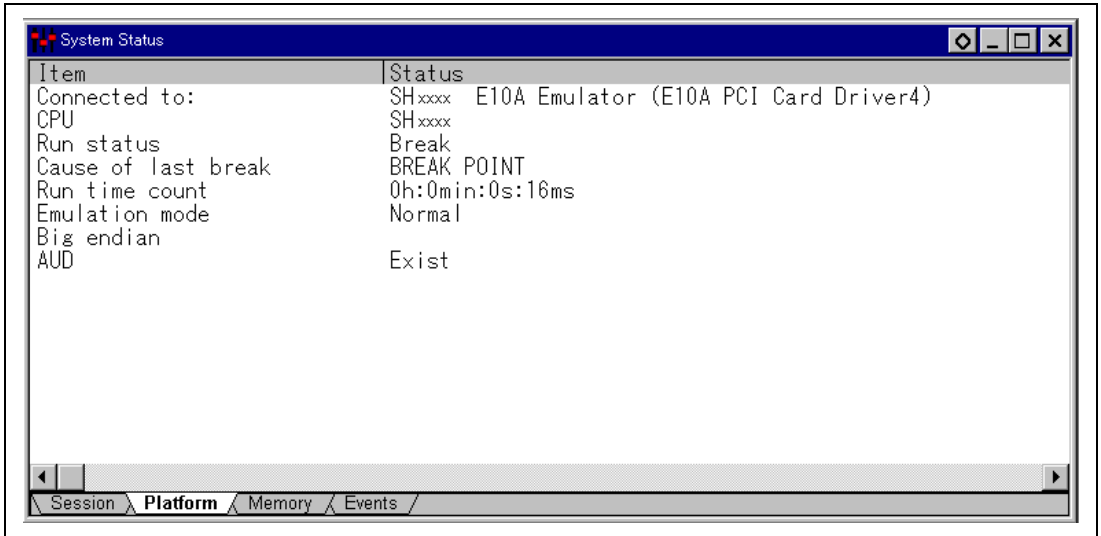 System Status
Item Status
Connected to: SHxxxx E10A Emulator (E10A PCI Card Driver4)
CPU SHxxxx
Run status Break
Cause of last break BREAK POINT
Run time count 0h:0min:0s:16ms
Emulation mode Normal
Big endian
AUD Exist
Session Platform Memory Events